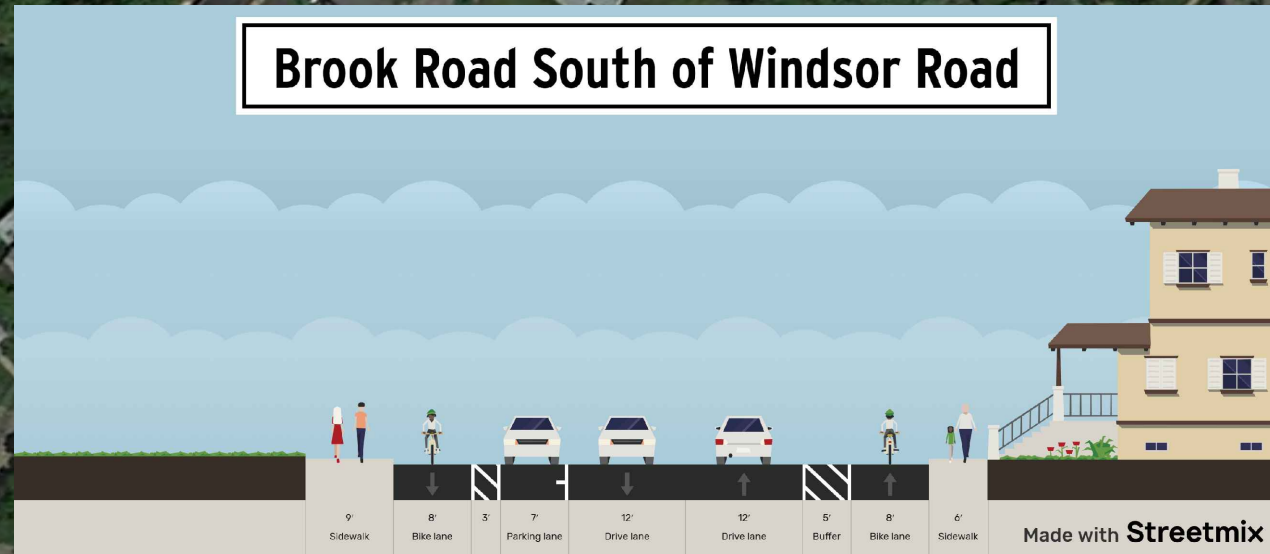 Brook Road South of Windsor Road
9' 8' 3' 7' 12' 12' 5' 8' 6'
Sidewalk Bike lane Parking lane Drive lane Drive lane Buffer Bike lane Sidewalk
Made with Streetmix